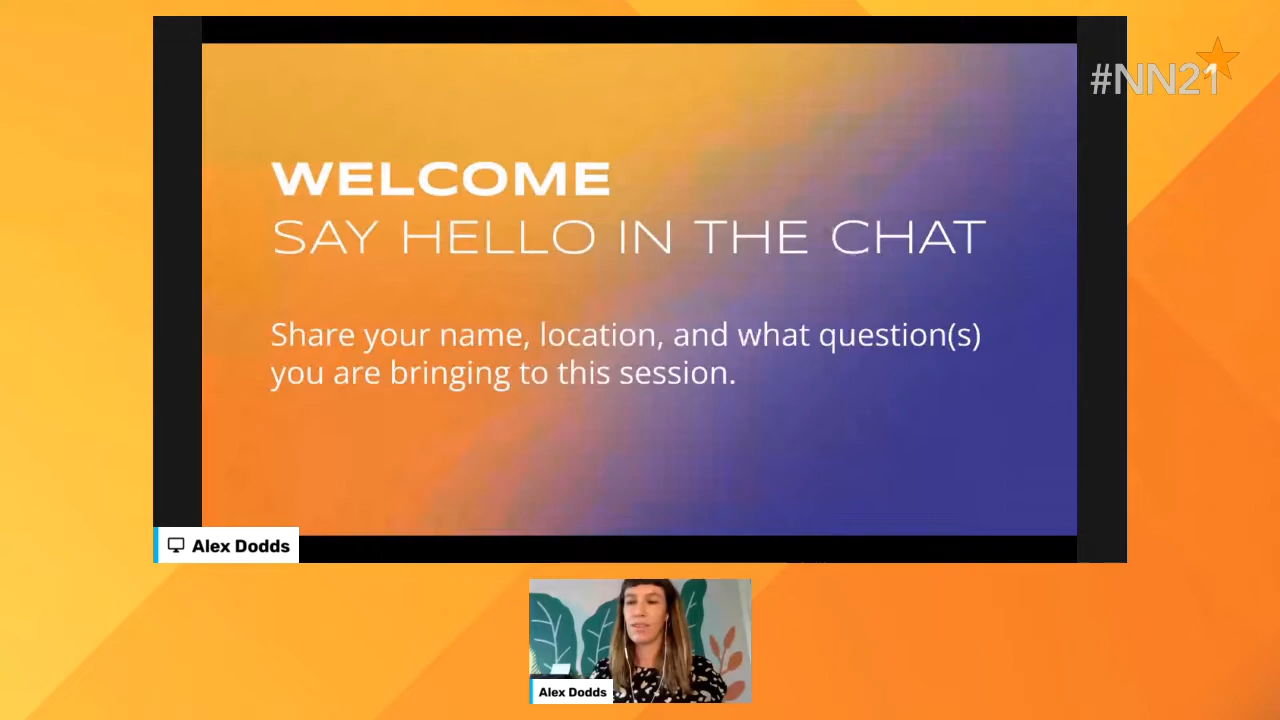 #NN21
WELCOME
SAY HELLO IN THE CHAT
Share your name, location, and what question(s)
you are bringing to this session.
Alex Dodds
Alex Dodds